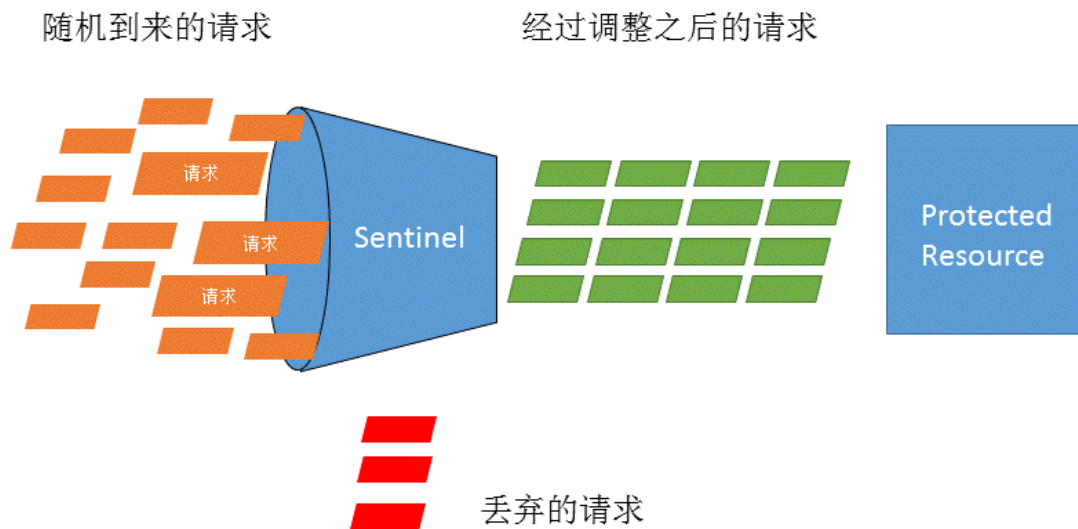 随机到来的请求
经过调整之后的请求
请求
请求
请求
Sentinel
Protected
Resource
丢弃的请求